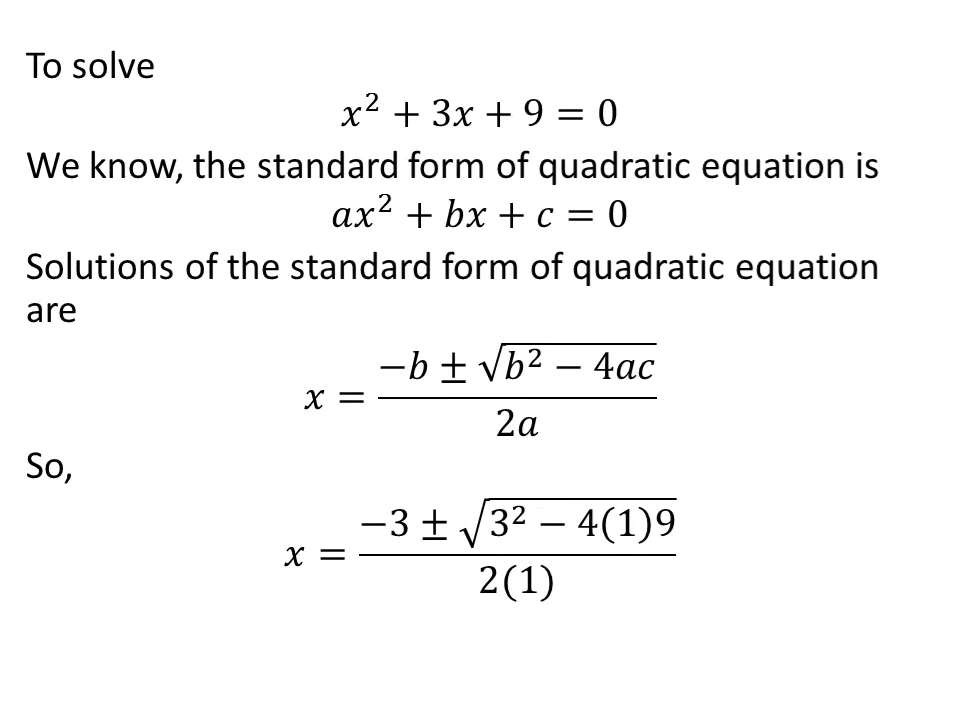 To solve
𝑥² + 3𝑥 + 9 = 0
We know, the standard form of quadratic equation is
𝑎𝑥² + 𝑏𝑥 + 𝑐 = 0
Solutions of the standard form of quadratic equation
are
𝑥 = (−𝑏 ± √(𝑏² − 4𝑎𝑐))/(2𝑎)
So,
𝑥 = (−3 ± √(3² − 4(1)9))/(2(1))